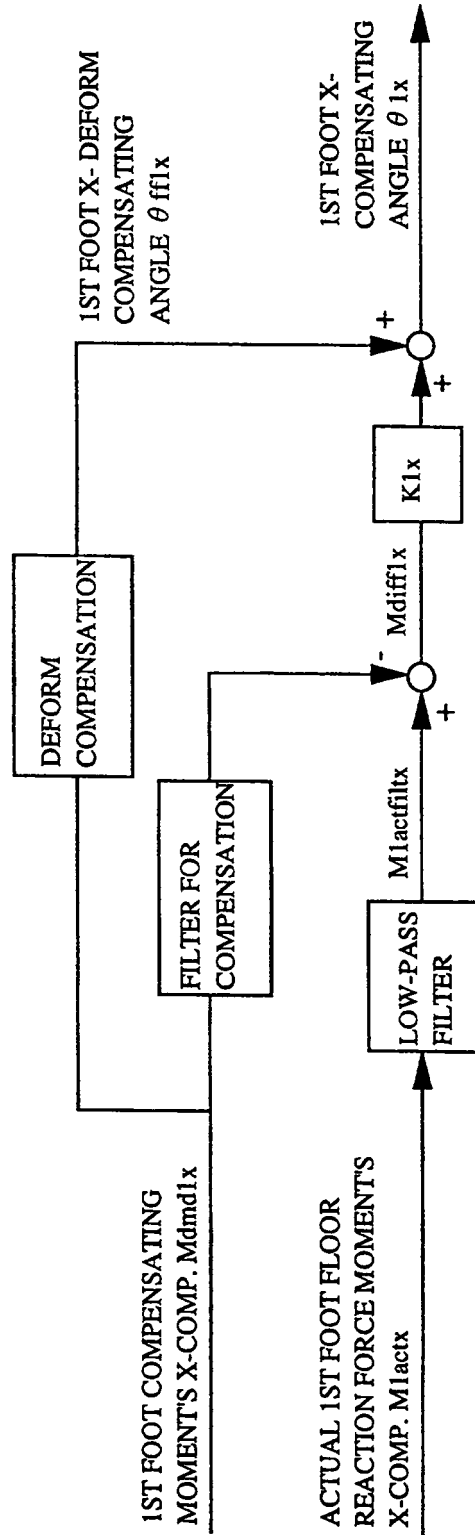 1ST FOOT COMPENSATING
MOMENT'S X-COMP. Mdmd1x
DEFORM
COMPENSATION
1ST FOOT X- DEFORM
COMPENSATING
ANGLE θ ff1x
FILTER FOR
COMPENSATION
ACTUAL 1ST FOOT FLOOR
REACTION FORCE MOMENT'S
X-COMP. M1actx
LOW-PASS
FILTER
M1actfiltx
+
-
Mdiff1x
K1x
+
+
1ST FOOT X-
COMPENSATING
ANGLE θ 1x